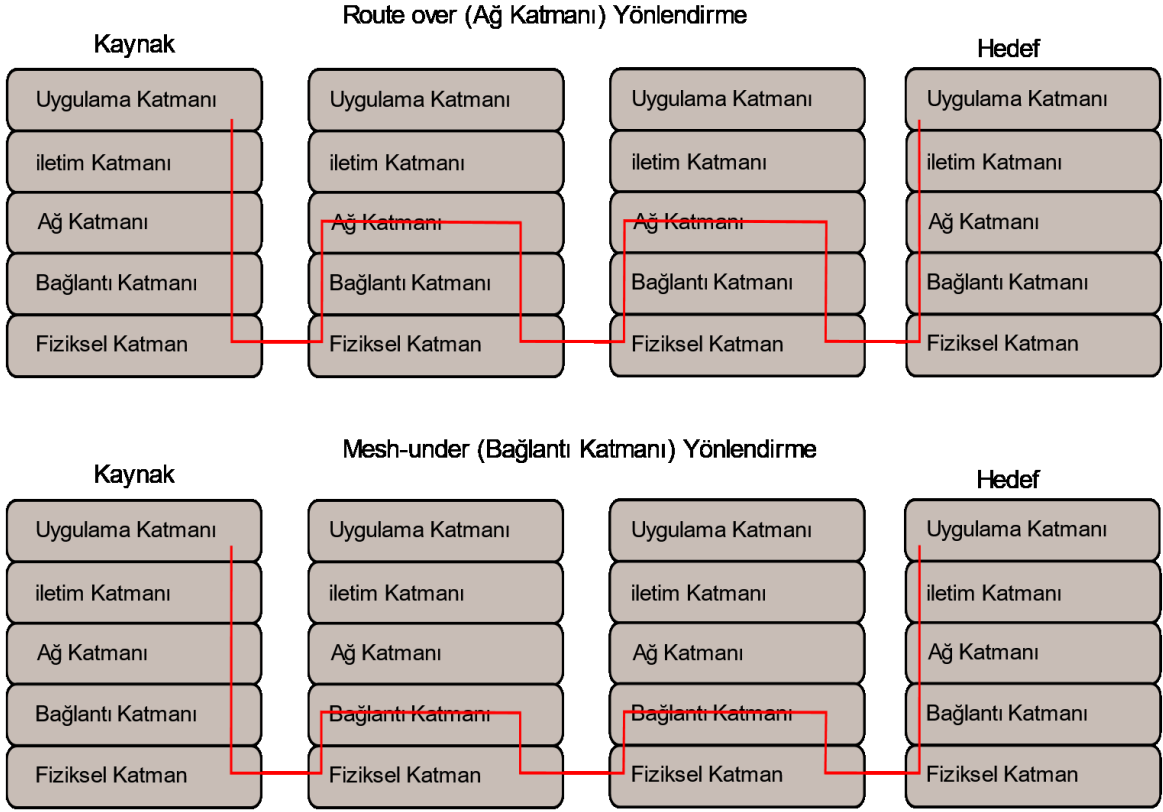 Route over (Ağ Katmanı) Yönlendirme
Kaynak
Hedef
Uygulama Katmanı
Uygulama Katmanı
Uygulama Katmanı
Uygulama Katmanı
iletim Katmanı
iletim Katmanı
iletim Katmanı
iletim Katmanı
Ağ Katmanı
Ağ Katmanı
Ağ Katmanı
Ağ Katmanı
Bağlantı Katmanı
Bağlantı Katmanı
Bağlantı Katmanı
Bağlantı Katmanı
Fiziksel Katman
Fiziksel Katman
Fiziksel Katman
Fiziksel Katman
Mesh-under (Bağlantı Katmanı) Yönlendirme
Kaynak
Hedef
Uygulama Katmanı
Uygulama Katmanı
Uygulama Katmanı
Uygulama Katmanı
iletim Katmanı
iletim Katmanı
iletim Katmanı
iletim Katmanı
Ağ Katmanı
Ağ Katmanı
Ağ Katmanı
Ağ Katmanı
Bağlantı Katmanı
Bağlantı Katmanı
Bağlantı Katmanı
Bağlantı Katmanı
Fiziksel Katman
Fiziksel Katman
Fiziksel Katman
Fiziksel Katman